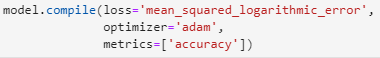 model.compile(loss='mean_squared_logarithmic_error',
              optimizer='adam',
              metrics=['accuracy'])